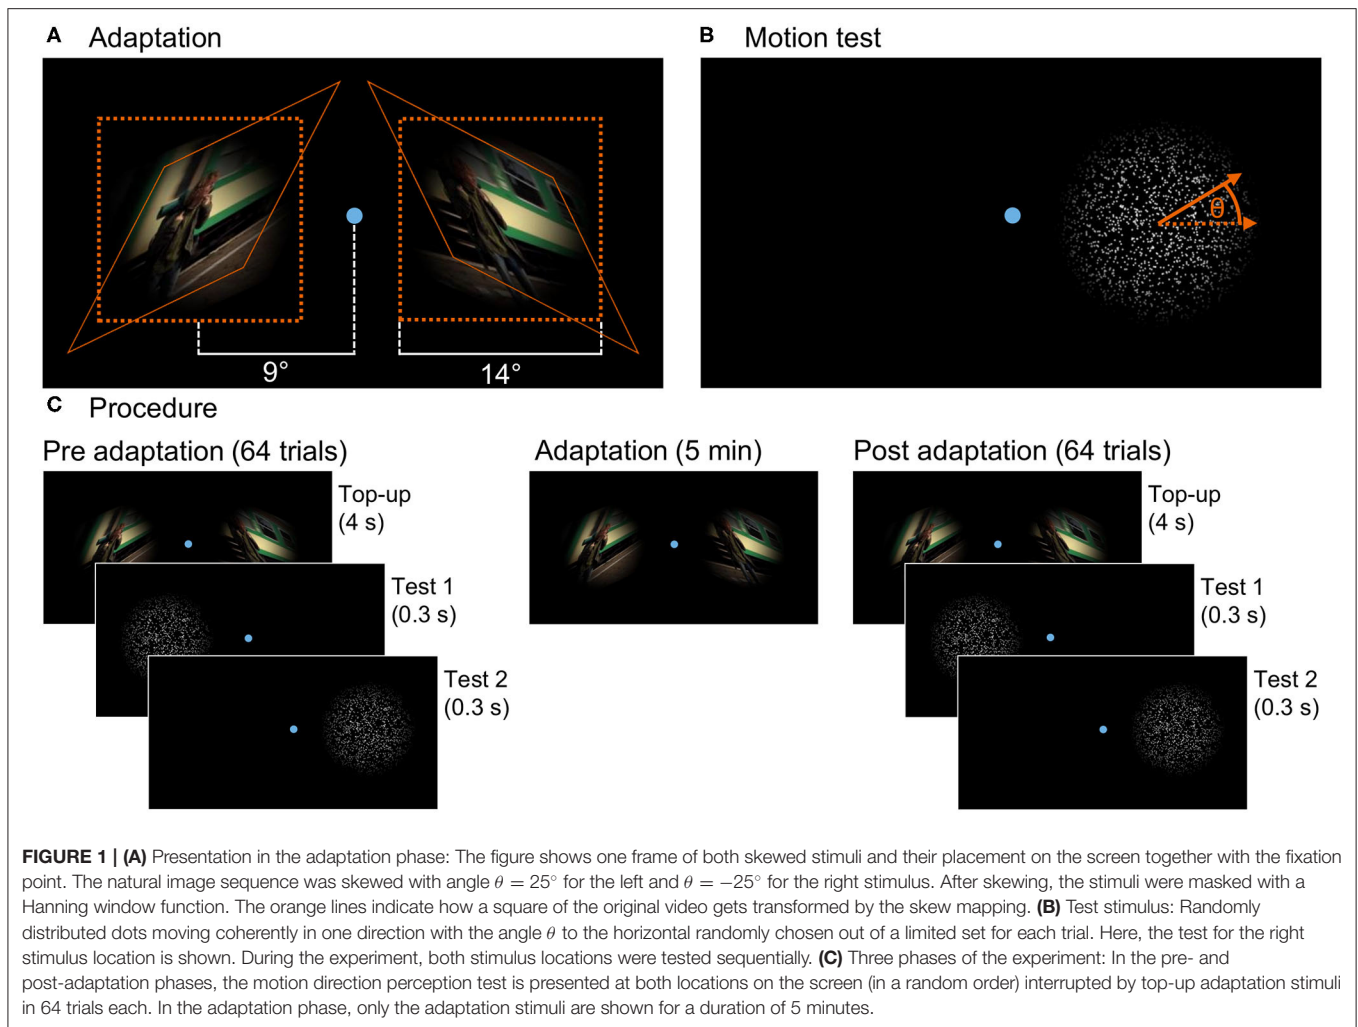 A Adaptation
B Motion test
θ
9°
14°
C Procedure
Pre adaptation (64 trials)
Adaptation (5 min)
Post adaptation (64 trials)
Top-up
(4 s)
Test 1
(0.3 s)
Test 2
(0.3 s)
Top-up
(4 s)
Test 1
(0.3 s)
Test 2
(0.3 s)
FIGURE 1 | (A) Presentation in the adaptation phase: The figure shows one frame of both skewed stimuli and their placement on the screen together with the fixation
point. The natural image sequence was skewed with angle θ = 25° for the left and θ = −25° for the right stimulus. After skewing, the stimuli were masked with a
Hanning window function. The orange lines indicate how a square of the original video gets transformed by the skew mapping. (B) Test stimulus: Randomly
distributed dots moving coherently in one direction with the angle θ to the horizontal randomly chosen out of a limited set for each trial. Here, the test for the right
stimulus location is shown. During the experiment, both stimulus locations were tested sequentially. (C) Three phases of the experiment: In the pre- and
post-adaptation phases, the motion direction perception test is presented at both locations on the screen (in a random order) interrupted by top-up adaptation stimuli
in 64 trials each. In the adaptation phase, only the adaptation stimuli are shown for a duration of 5 minutes.